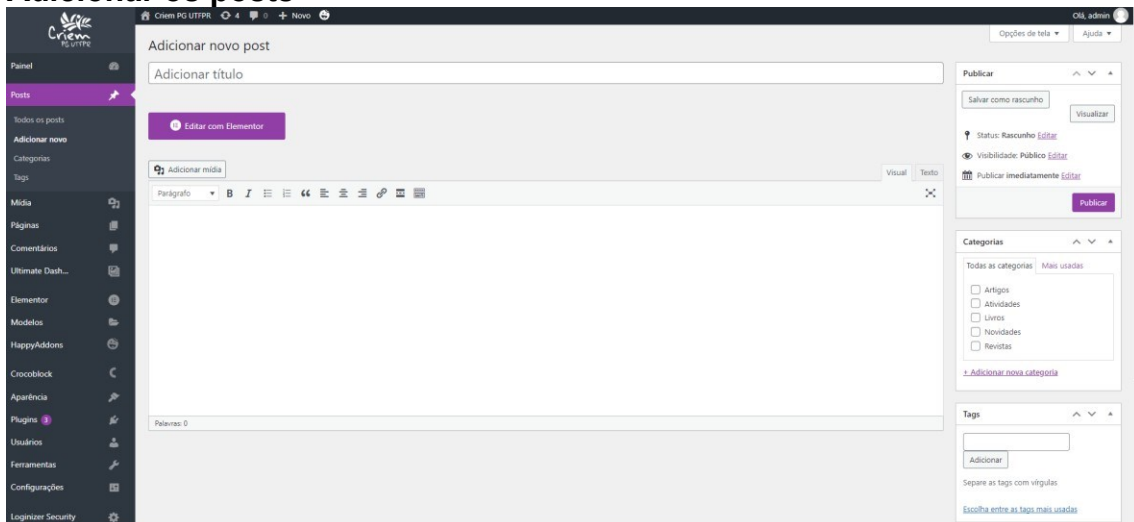 Adicionar os posts
Criem
PG UTFPR
Criem PG UTFPR 4 0 + Novo
Olá, admin
Opções de tela ▼ Ajuda ▼
Painel
Posts
Todos os posts
Adicionar novo
Categorias
Tags
Mídia
Páginas
Comentários
Ultimate Dash...
Elementor
Modelos
HappyAddons
Crocoblock
Aparência
Plugins 3
Usuários
Ferramentas
Configurações
Loginizer Security
Adicionar novo post
Adicionar título
Editar com Elementor
Adicionar mídia
Visual Texto
Parágrafo ▼ B I
Palavras: 0
Publicar
Salvar como rascunho
Visualizar
Status: Rascunho Editar
Visibilidade: Público Editar
Publicar imediatamente Editar
Publicar
Categorias
Todas as categorias Mais usadas
Artigos
Atividades
Livros
Novidades
Revistas
+ Adicionar nova categoria
Tags
Adicionar
Separe as tags com vírgulas
Escolha entre as tags mais usadas